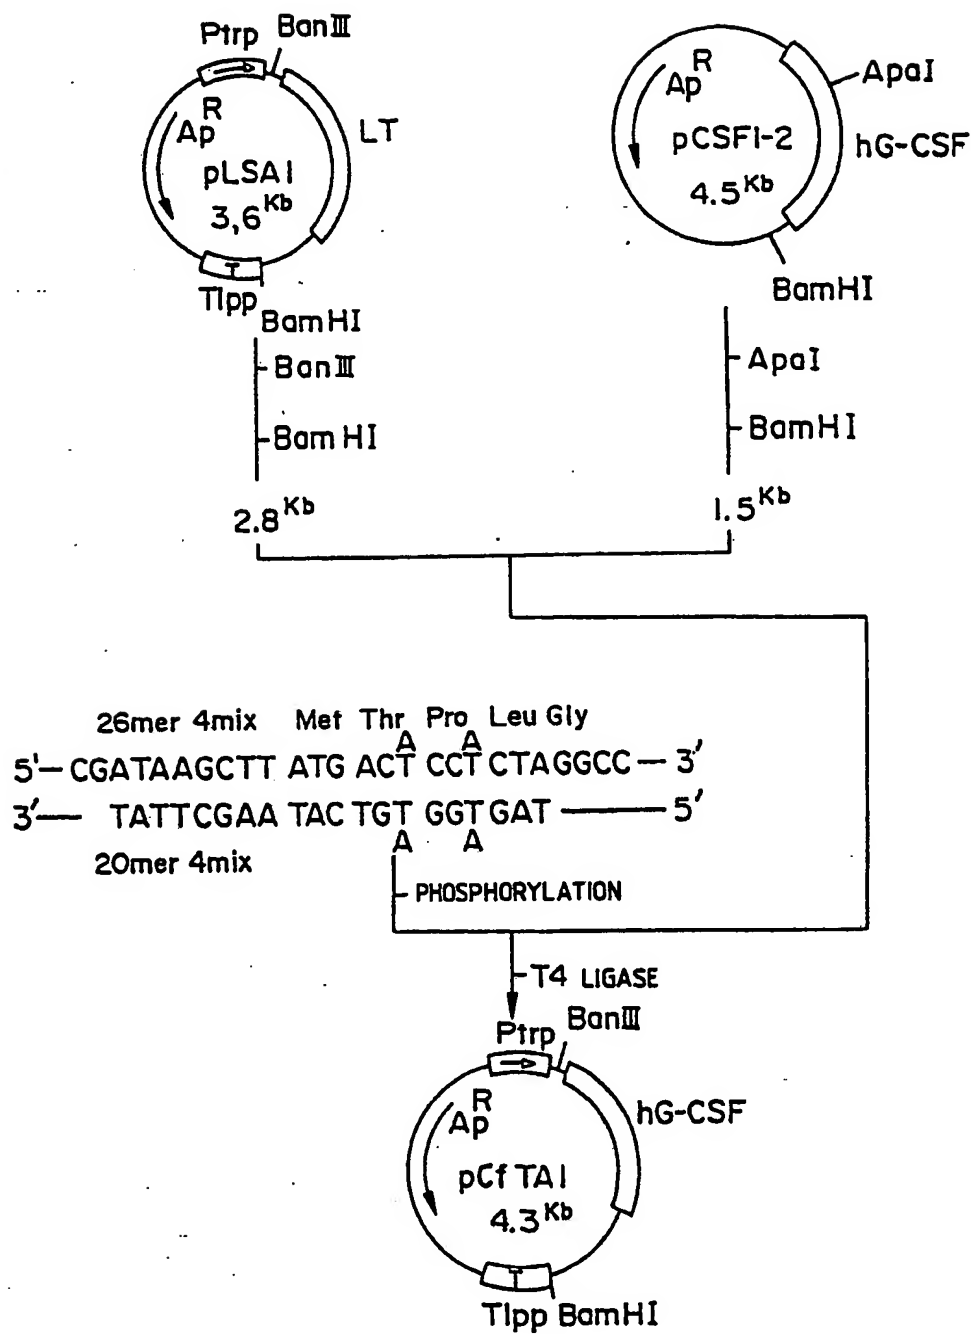 Ptrp BanIII
ApR
pLSA1
3,6Kb
LT
Tlpp
BamHI
BanIII
BamHI
2.8Kb
ApR
pCSF1-2
4.5Kb
ApaI
hG-CSF
BamHI
ApaI
BamHI
1.5Kb
26mer 4mix Met Thr Pro Leu Gly
A A
5'— CGATAAGCTT ATG ACT CCT CTAGGCC — 3'
3'— TATTCGAA TAC TGT GGT GAT — 5'
A A
20mer 4mix
PHOSPHORYLATION
T4 LIGASE
Ptrp BanIII
ApR
pCfTA1
4.3Kb
hG-CSF
Tlpp BamHI